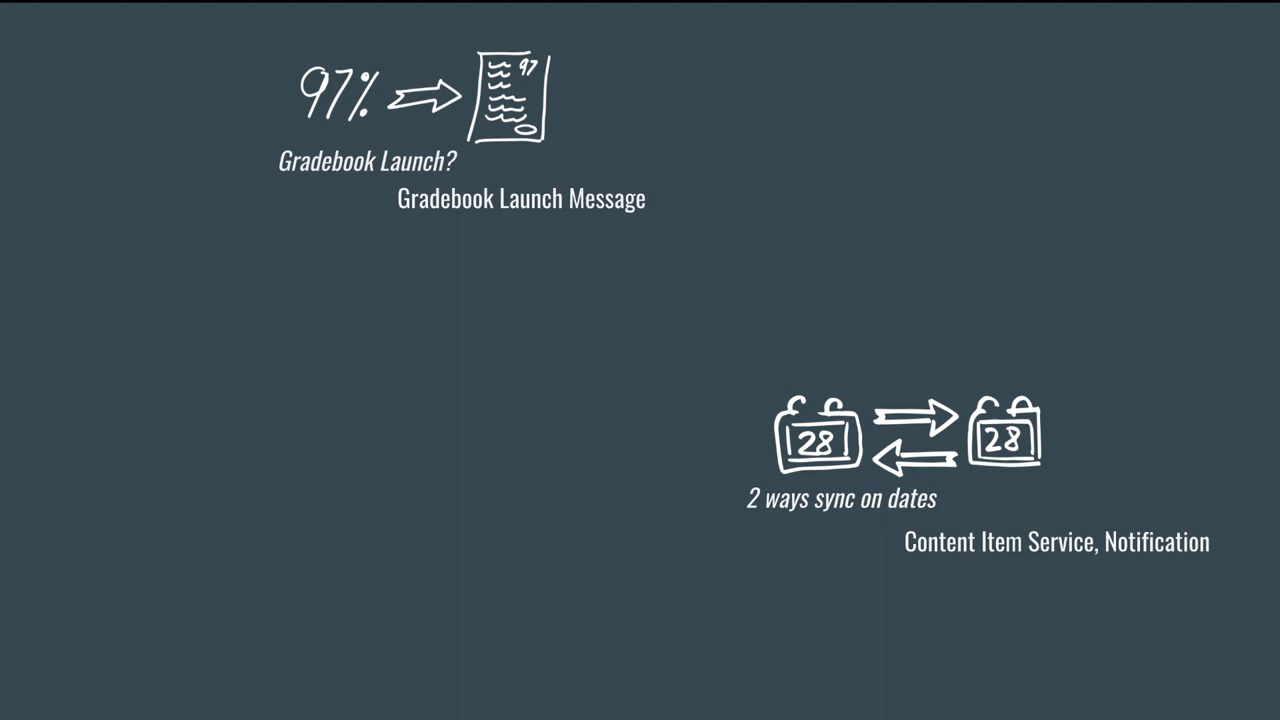 97%
97
Gradebook Launch?
Gradebook Launch Message
28
28
2 ways sync on dates
Content Item Service, Notification